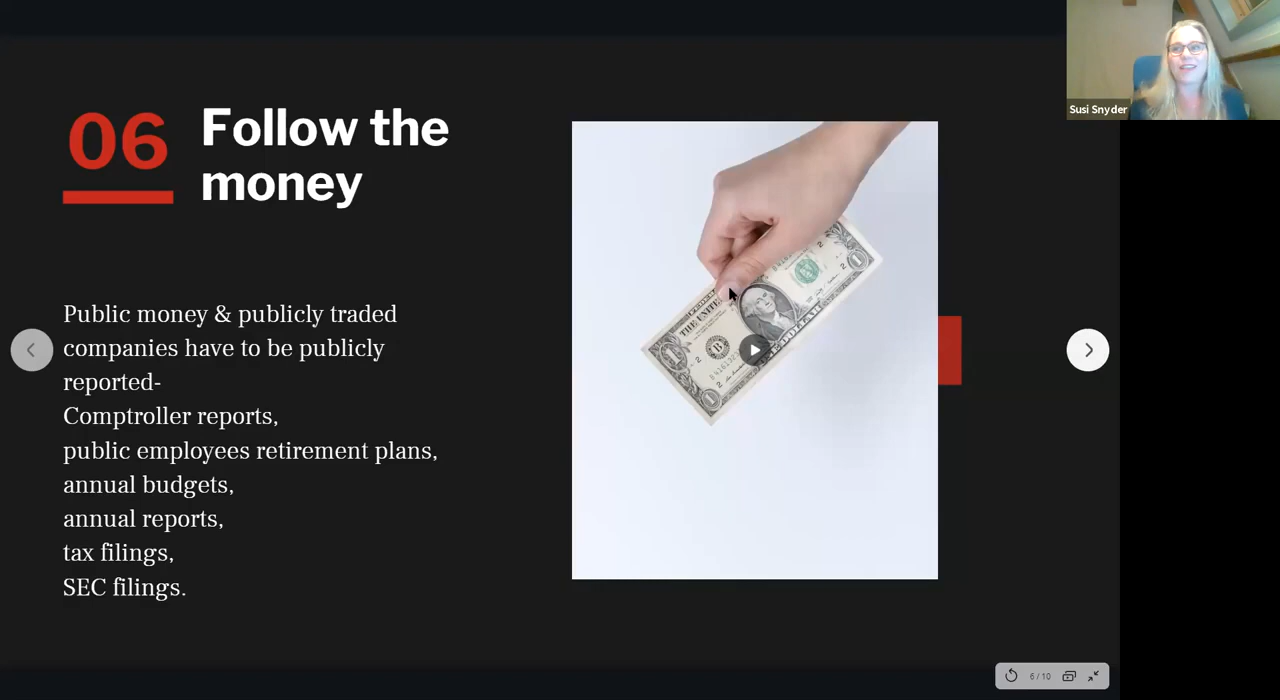 06
Follow the
money
Public money & publicly traded
companies have to be publicly
reported-
Comptroller reports,
public employees retirement plans,
annual budgets,
annual reports,
tax filings,
SEC filings.
Susi Snyder
6 / 10